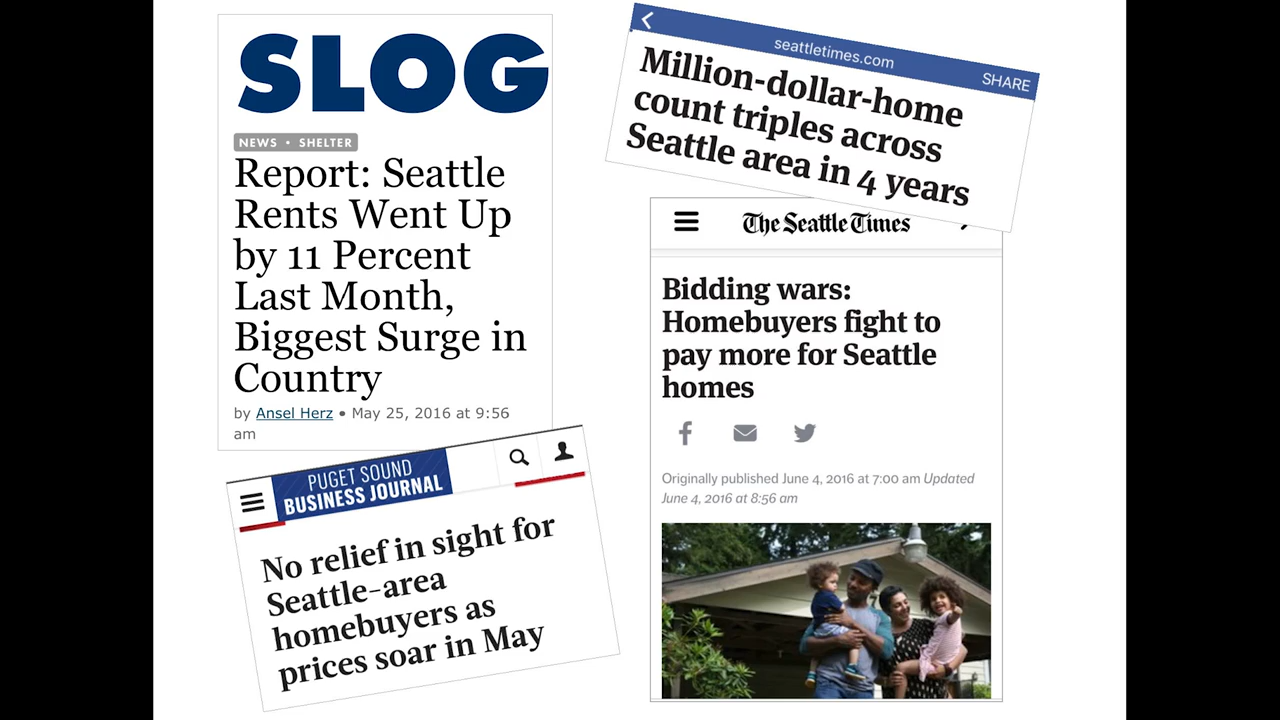 SLOG
NEWS • SHELTER
Report: Seattle
Rents Went Up
by 11 Percent
Last Month,
Biggest Surge in
Country
by Ansel Herz • May 25, 2016 at 9:56
am
seattletimes.com
SHARE
Million-dollar-home
count triples across
Seattle area in 4 years
The Seattle Times
Bidding wars:
Homebuyers fight to
pay more for Seattle
homes
Originally published June 4, 2016 at 7:00 am Updated
June 4, 2016 at 8:56 am
PUGET SOUND
BUSINESS JOURNAL
No relief in sight for
Seattle-area
homebuyers as
prices soar in May